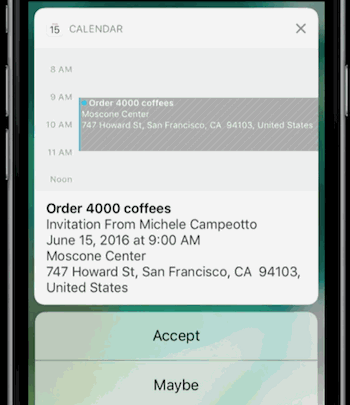 15 CALENDAR
8 AM
9 AM
Order 4000 coffees
Moscone Center
10 AM
747 Howard St, San Francisco, CA 94103, United States
11 AM
Noon
Order 4000 coffees
Invitation From Michele Campeotto
June 15, 2016 at 9:00 AM
Moscone Center
747 Howard St, San Francisco, CA 94103,
United States
Accept
Maybe